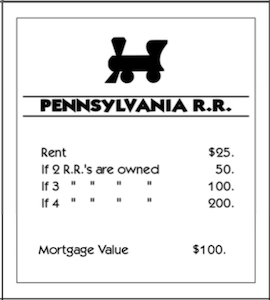 PENNSYLVANIA R.R.
Rent $25.
If 2 R.R.'s are owned 50.
If 3 " " " " 100.
If 4 " " " " 200.
Mortgage Value $100.